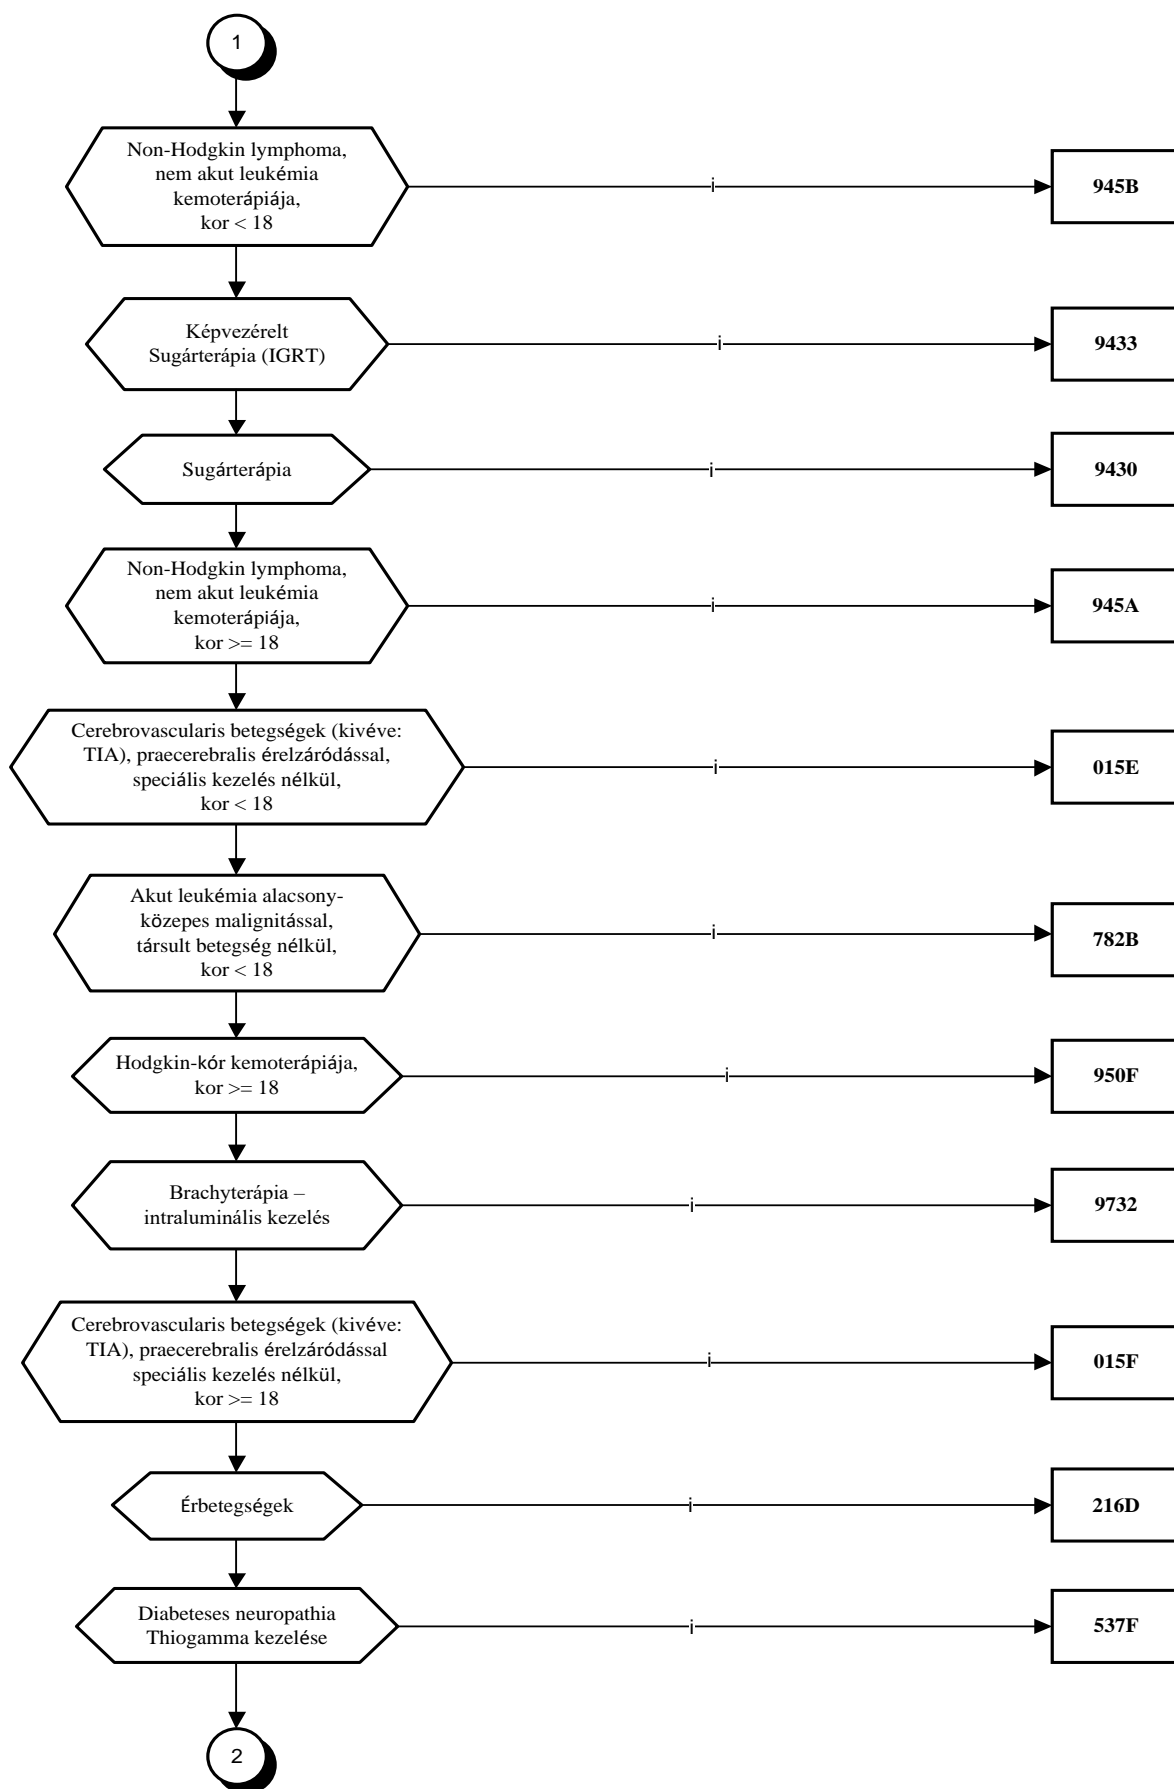 1
Non-Hodgkin lymphoma,
nem akut leukémia
kemoterápiája,
kor < 18
i
945B
Képvezérelt
Sugárterápia (IGRT)
i
9433
Sugárterápia
i
9430
Non-Hodgkin lymphoma,
nem akut leukémia
kemoterápiája,
kor >= 18
i
945A
Cerebrovascularis betegségek (kivéve:
TIA), praecerebralis érelzáródással,
speciális kezelés nélkül,
kor < 18
i
015E
Akut leukémia alacsony-
közepes malignitással,
társult betegség nélkül,
kor < 18
i
782B
Hodgkin-kór kemoterápiája,
kor >= 18
i
950F
Brachyterápia –
intraluminális kezelés
i
9732
Cerebrovascularis betegségek (kivéve:
TIA), praecerebralis érelzáródással
speciális kezelés nélkül,
kor >= 18
i
015F
Érbetegségek
i
216D
Diabeteses neuropathia
Thiogamma kezelése
i
537F
2